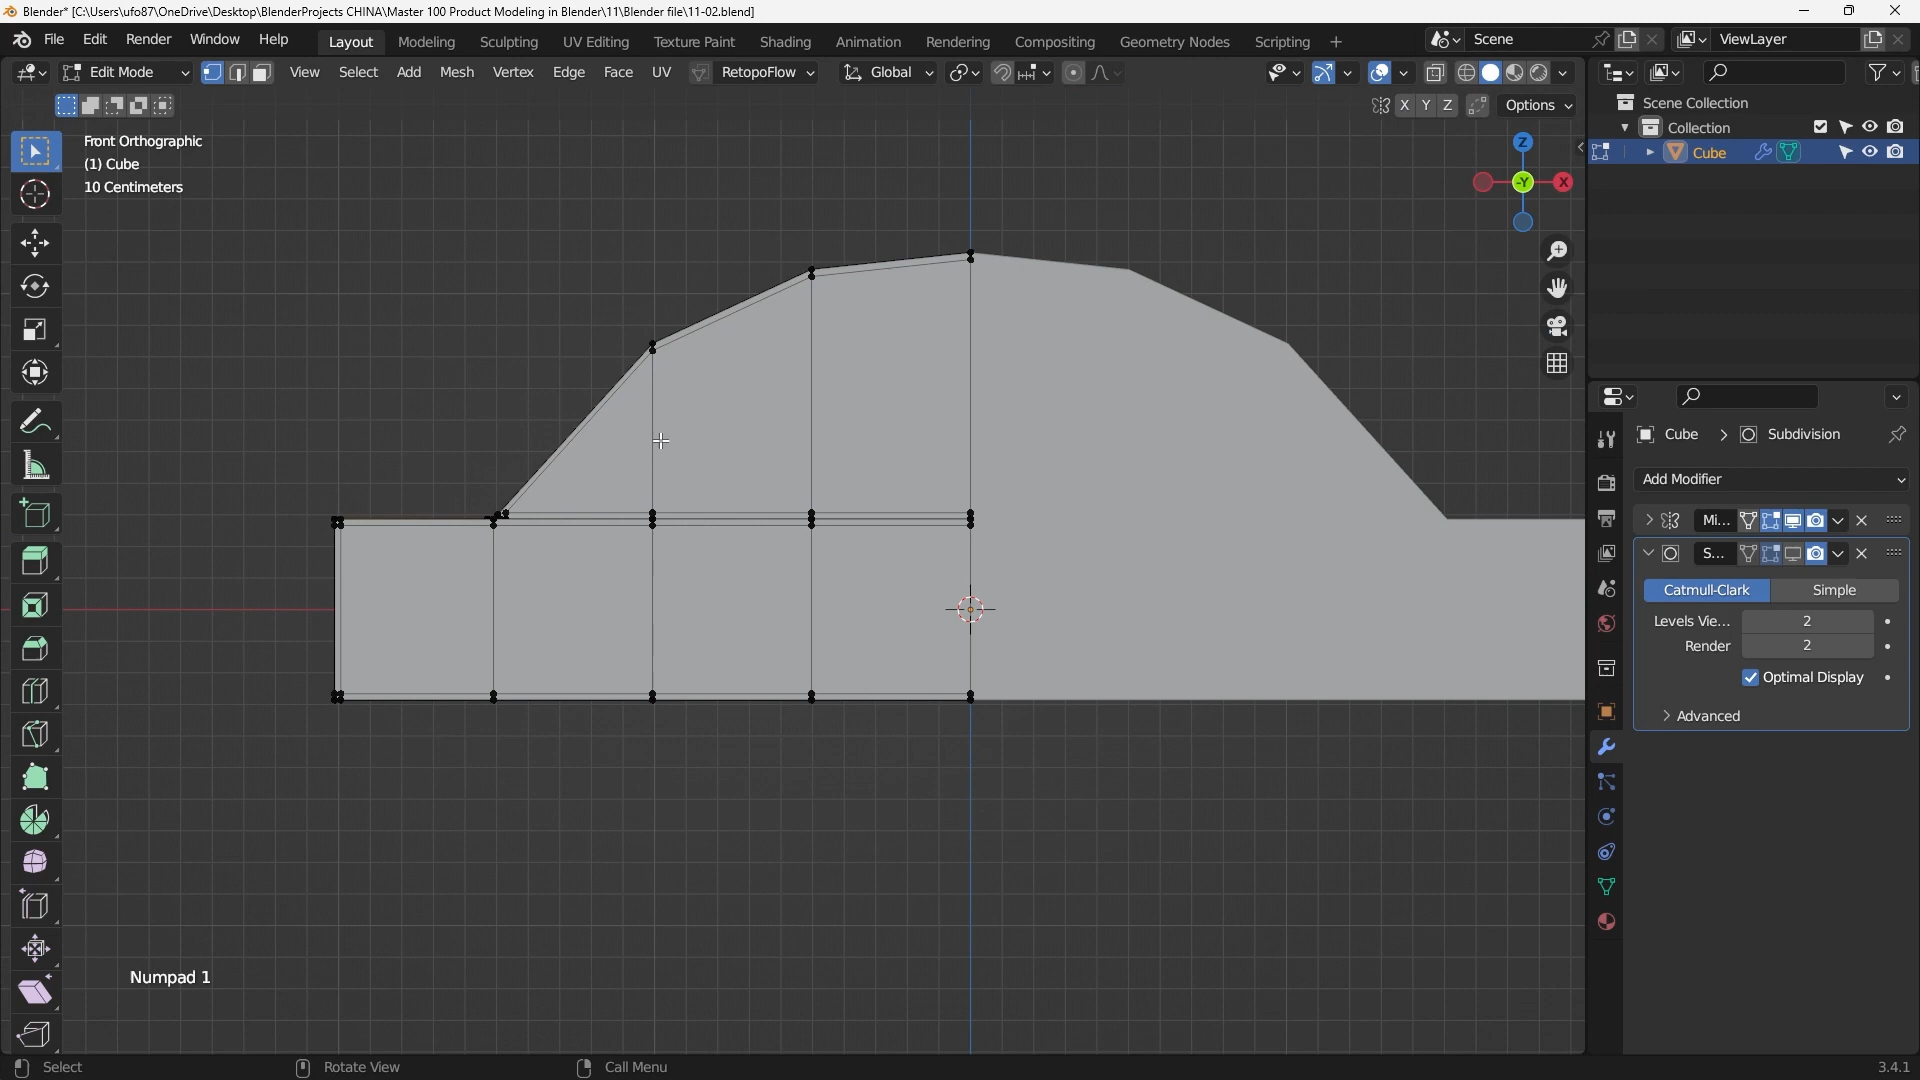 Blender* [C:\Users\ufo87\OneDrive\Desktop\BlenderProjects CHINA\Master 100 Product Modeling in Blender\11\Blender file\11-02.blend]
File Edit Render Window Help Layout Modeling Sculpting UV Editing Texture Paint Shading Animation Rendering Compositing Geometry Nodes Scripting + Scene ViewLayer
Edit Mode View Select Add Mesh Vertex Edge Face UV RetopoFlow Global
X Y Z Options
Scene Collection
Collection
Cube
Front Orthographic
(1) Cube
10 Centimeters
Z
-Y
X
Cube > Subdivision
Add Modifier
Mi...
S...
Catmull-Clark Simple
Levels Vie... 2
Render 2
Optimal Display
Advanced
Numpad 1
Select Rotate View Call Menu 3.4.1